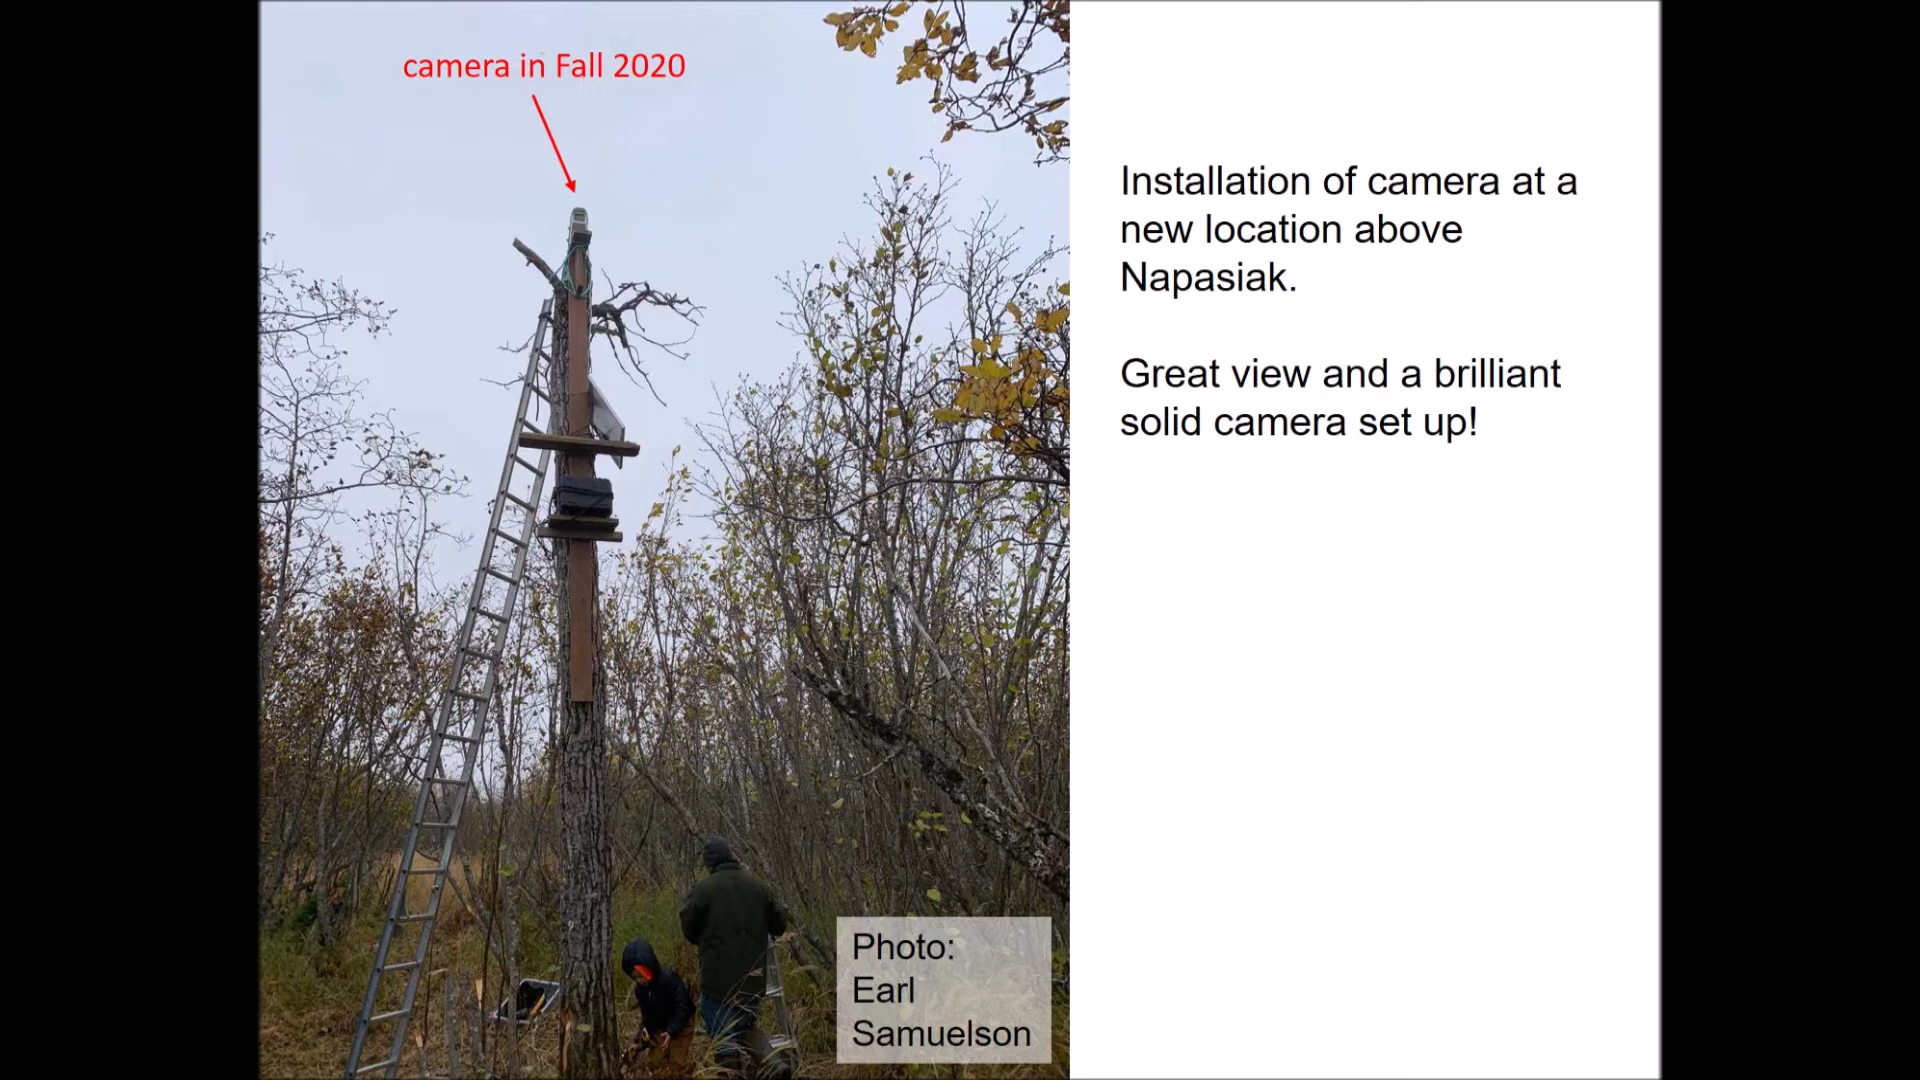 camera in Fall 2020
Installation of camera at a
new location above
Napasiak.
Great view and a brilliant
solid camera set up!
Photo:
Earl
Samuelson